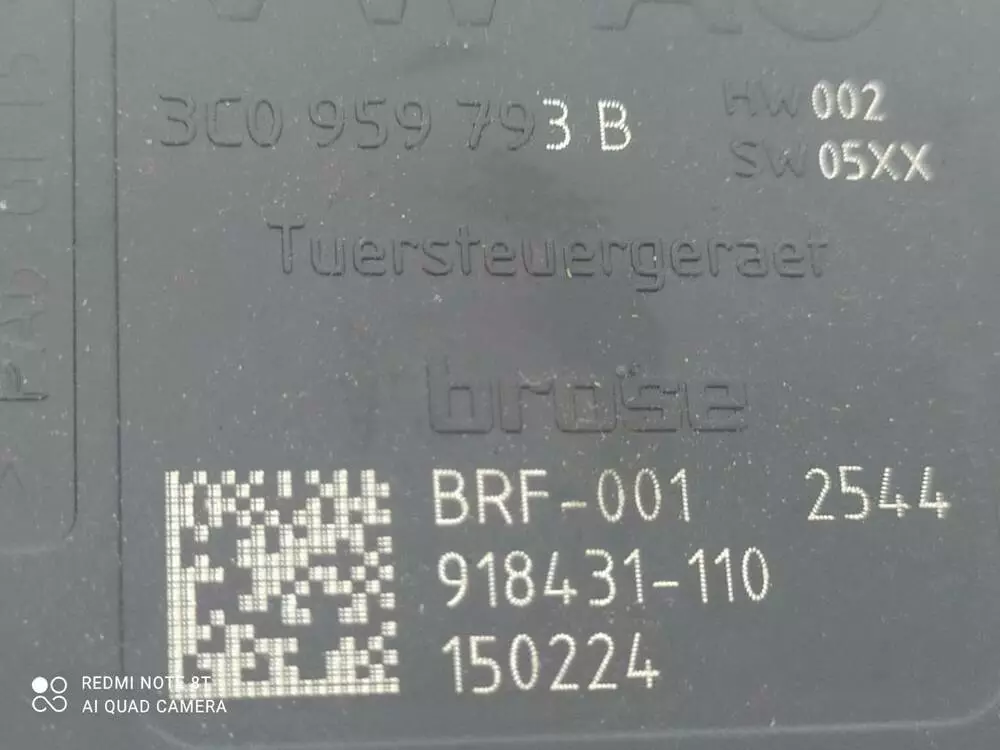 3C0 959 793 B
HW 002
SW 05XX
Tuersteuergeraet
brose
BRF-001 2544
918431-110
150224
REDMI NOTE 8T
AI QUAD CAMERA